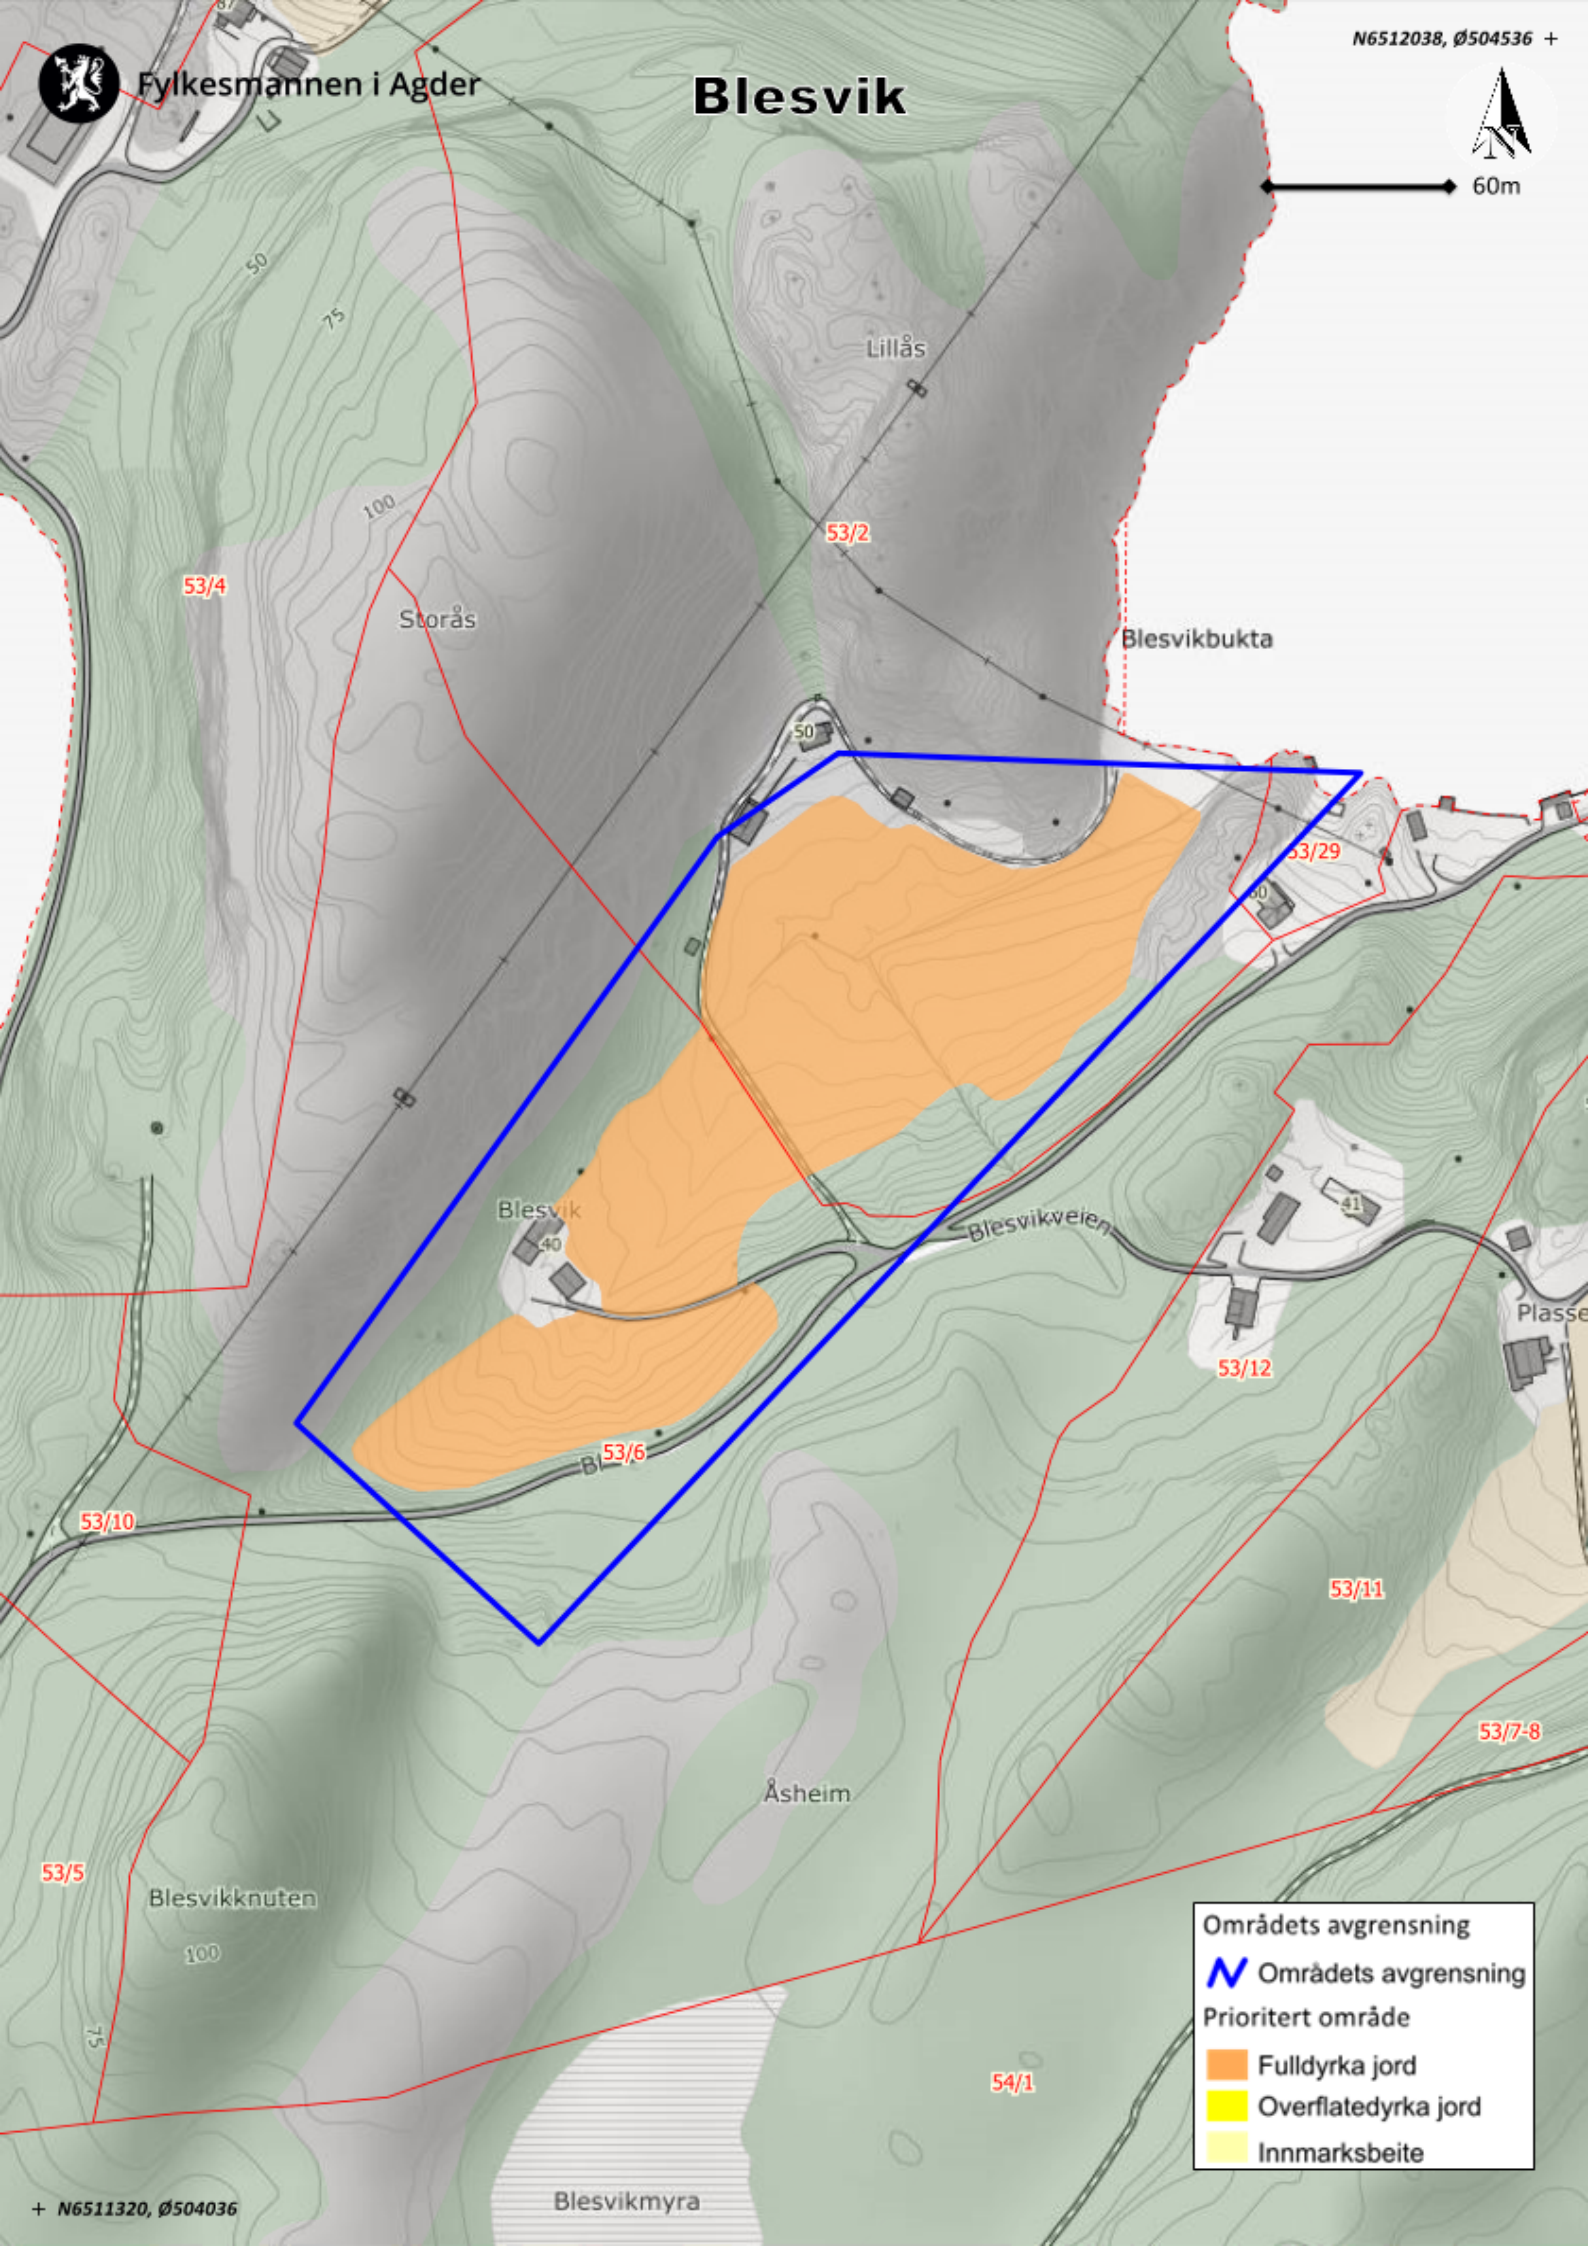 87
N6512038, Ø504536 +
Fylkesmannen i Agder
Blesvik
60m
50
75
Lillås
100
53/2
53/4
Storås
Blesvikbukta
50
53/29
60
Blesvik
40
Blesvikveien
41
Plasse
53/12
Bl
53/6
53/10
53/11
53/7-8
Åsheim
53/5
Blesvikknuten
100
75
54/1
Blesvikmyra
Områdets avgrensning
Områdets avgrensning
Prioritert område
Fulldyrka jord
Overflatedyrka jord
Innmarksbeite
+ N6511320, Ø504036